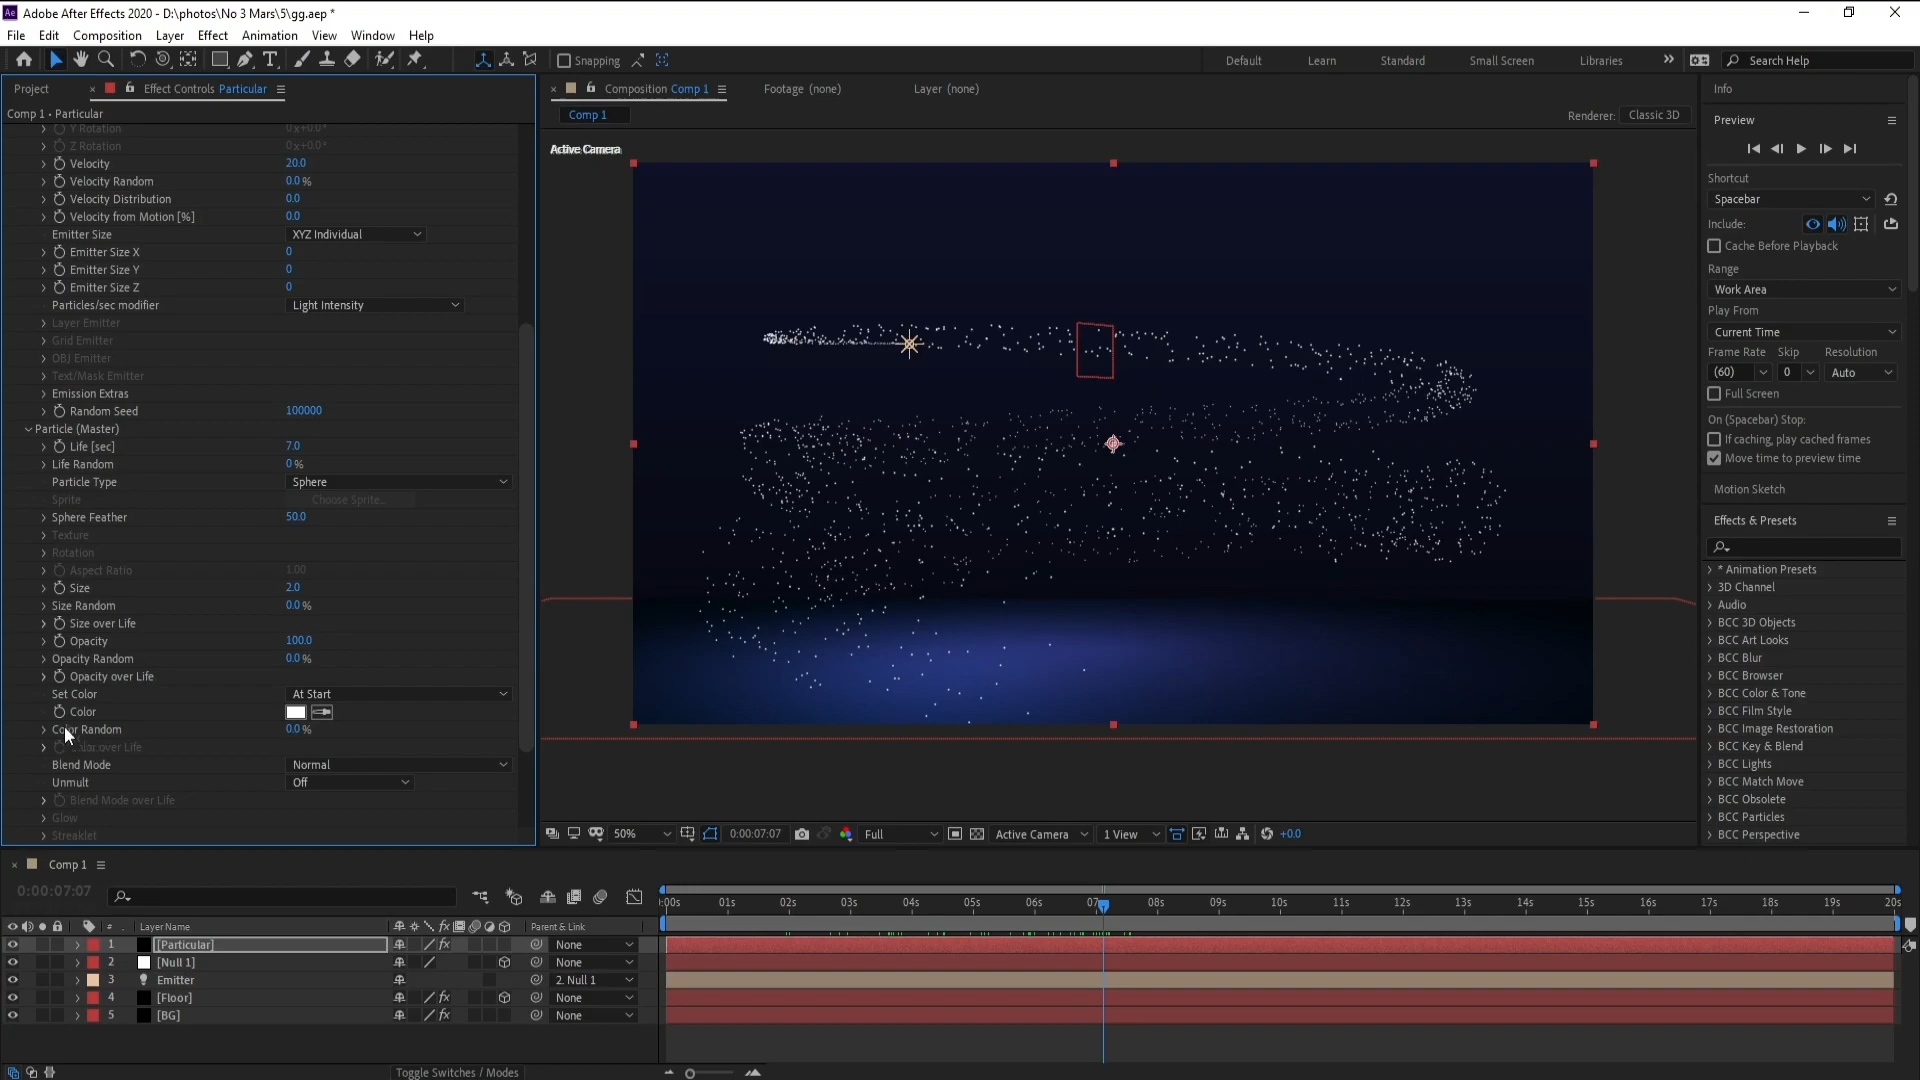 Adobe After Effects 2020 - D:\photos\No 3 Mars\5\gg.aep *
File Edit Composition Layer Effect Animation View Window Help
Snapping Default Learn Standard Small Screen Libraries Search Help
Project Effect Controls Particular
Comp 1 • Particular
Y Rotation 0x+0.0°
Z Rotation 0x+0.0°
Velocity 20.0
Velocity Random 0.0 %
Velocity Distribution 0.0
Velocity from Motion [%] 0.0
Emitter Size XYZ Individual
Emitter Size X 0
Emitter Size Y 0
Emitter Size Z 0
Particles/sec modifier Light Intensity
Layer Emitter
Grid Emitter
OBJ Emitter
Text/Mask Emitter
Emission Extras
Random Seed 100000
Particle (Master)
Life [sec] 7.0
Life Random 0 %
Particle Type Sphere
Sprite Choose Sprite...
Sphere Feather 50.0
Texture
Rotation
Aspect Ratio 1.00
Size 2.0
Size Random 0.0 %
Size over Life
Opacity 100.0
Opacity Random 0.0 %
Opacity over Life
Set Color At Start
Color
Color Random 0.0 %
Color over Life
Blend Mode Normal
Unmult Off
Blend Mode over Life
Glow
Streaklet
Composition Comp 1 Footage (none) Layer (none)
Comp 1 Renderer: Classic 3D
Active Camera
50% 0:00:07:07 Full Active Camera 1 View +0.0
Info
Preview
Shortcut
Spacebar
Include:
Cache Before Playback
Range
Work Area
Play From
Current Time
Frame Rate Skip Resolution
(60) 0 Auto
Full Screen
On (Spacebar) Stop:
If caching, play cached frames
Move time to preview time
Motion Sketch
Effects & Presets
* Animation Presets
3D Channel
Audio
BCC 3D Objects
BCC Art Looks
BCC Blur
BCC Browser
BCC Color & Tone
BCC Film Style
BCC Image Restoration
BCC Key & Blend
BCC Lights
BCC Match Move
BCC Obsolete
BCC Particles
BCC Perspective
Comp 1
0:00:07:07
:00s 01s 02s 03s 04s 05s 06s 07 08s 09s 10s 11s 12s 13s 14s 15s 16s 17s 18s 19s 20s
# Layer Name Parent & Link
1 [Particular] None
2 [Null 1] None
3 Emitter 2. Null 1
4 [Floor] None
5 [BG] None
Toggle Switches / Modes